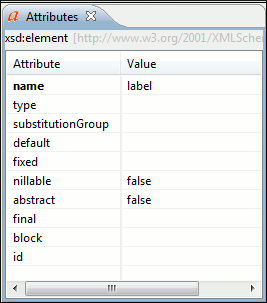 Attributes
xsd:element [http://www.w3.org/2001/XMLSche
Attribute Value
name label
type
substitutionGroup
default
fixed
nillable false
abstract false
final
block
id